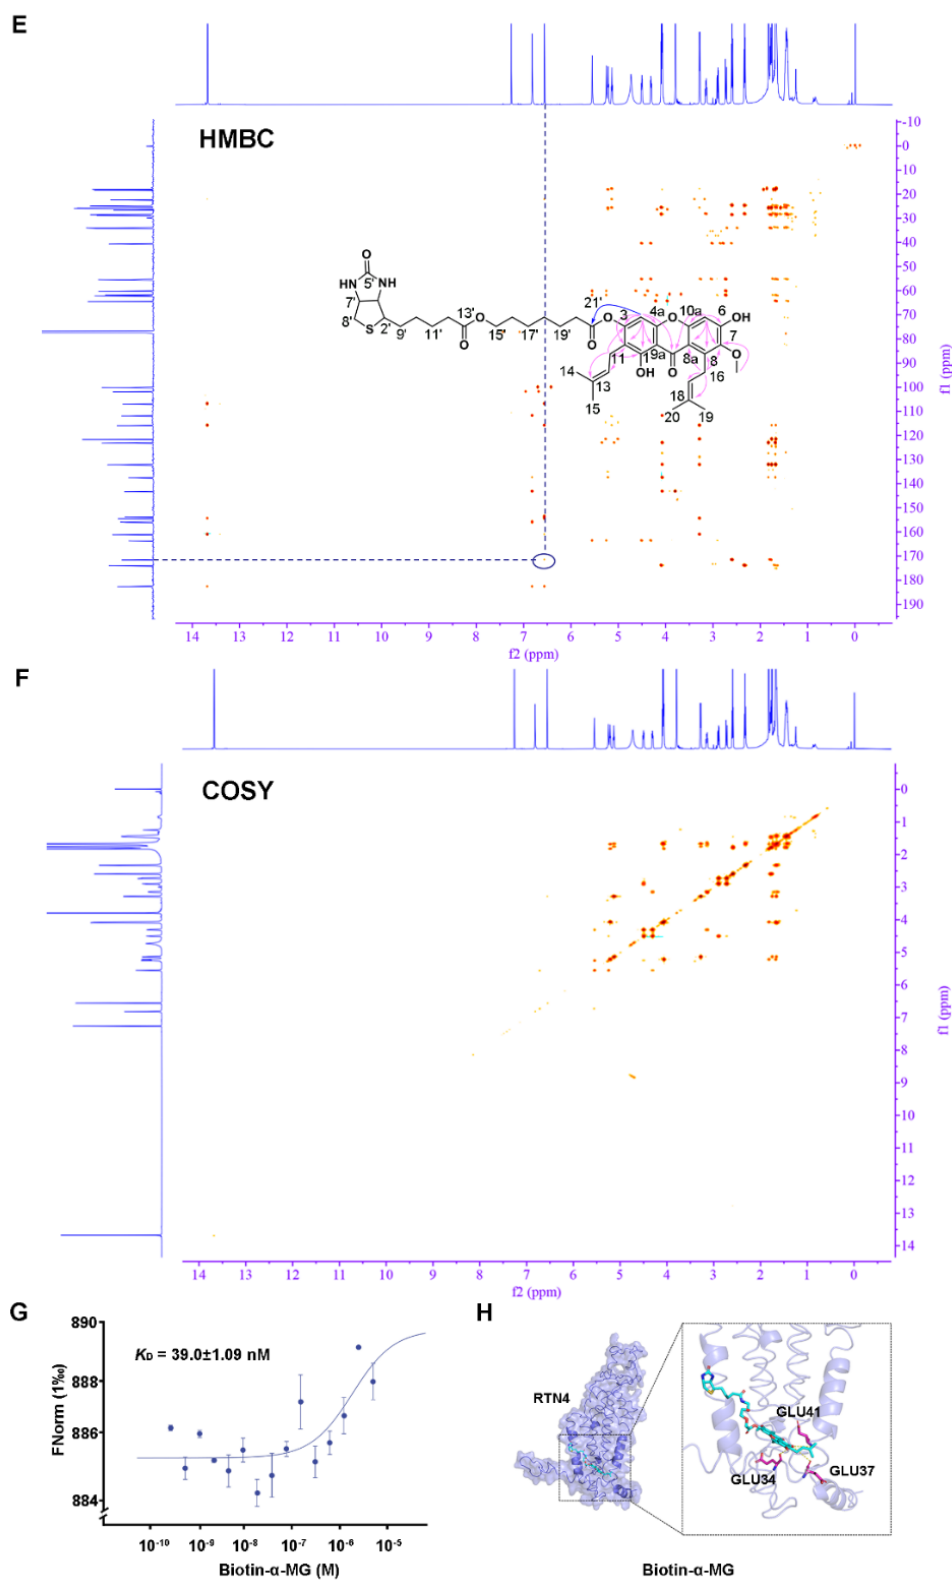 E
HMBC
-10
0
10
20
30
40
50
60
70
80
90
100
110
120
130
140
150
160
170
180
190
f1 (ppm)
O
5'
HN
NH
7'
8'
S
2'
9'
11'
13'
O
O
15'
17'
19'
21'
O
O
3
4a
O
10a
6
OH
7
O
11
1
19a
8a
8
OH
O
16
14
13
15
18
20
19
14 13 12 11 10 9 8 7 6 5 4 3 2 1 0
f2 (ppm)
F
COSY
0
1
2
3
4
5
6
7
8
9
10
11
12
13
14
f1 (ppm)
14 13 12 11 10 9 8 7 6 5 4 3 2 1 0
f2 (ppm)
G
890
888
886
884
FNorm (1‰)
KD = 39.0±1.09 nM
10-10 10-9 10-8 10-7 10-6 10-5
Biotin-α-MG (M)
H
RTN4
GLU41
GLU34
GLU37
Biotin-α-MG